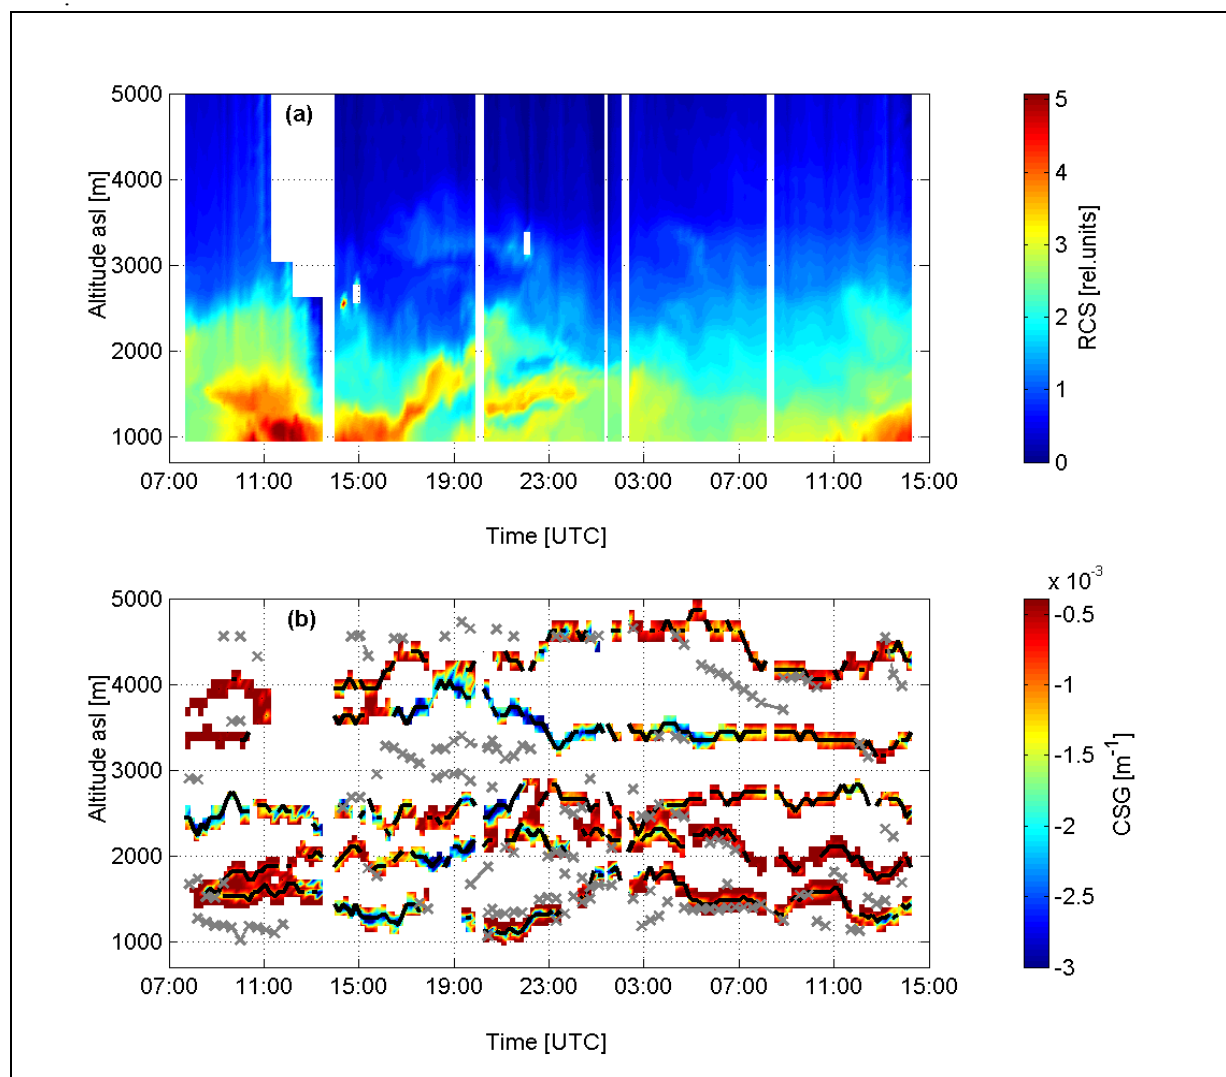 (a)
5000
4000
3000
2000
1000
Altitude asl [m]
07:00 11:00 15:00 19:00 23:00 03:00 07:00 11:00 15:00
Time [UTC]
5
4
3
2
1
0
RCS [rel.units]
(b)
5000
4000
3000
2000
1000
Altitude asl [m]
07:00 11:00 15:00 19:00 23:00 03:00 07:00 11:00 15:00
Time [UTC]
x 10-3
-0.5
-1
-1.5
-2
-2.5
-3
CSG [m-1]